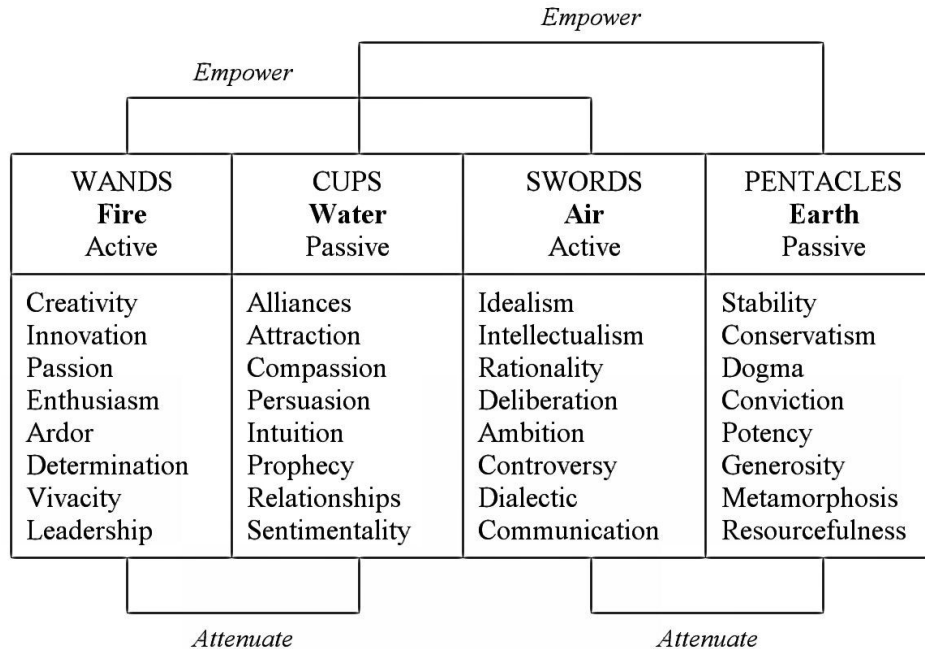 Empower
Empower
WANDS
Fire
Active
CUPS
Water
Passive
SWORDS
Air
Active
PENTACLES
Earth
Passive
Creativity
Innovation
Passion
Enthusiasm
Ardor
Determination
Vivacity
Leadership
Alliances
Attraction
Compassion
Persuasion
Intuition
Prophecy
Relationships
Sentimentality
Idealism
Intellectualism
Rationality
Deliberation
Ambition
Controversy
Dialectic
Communication
Stability
Conservatism
Dogma
Conviction
Potency
Generosity
Metamorphosis
Resourcefulness
Attenuate
Attenuate